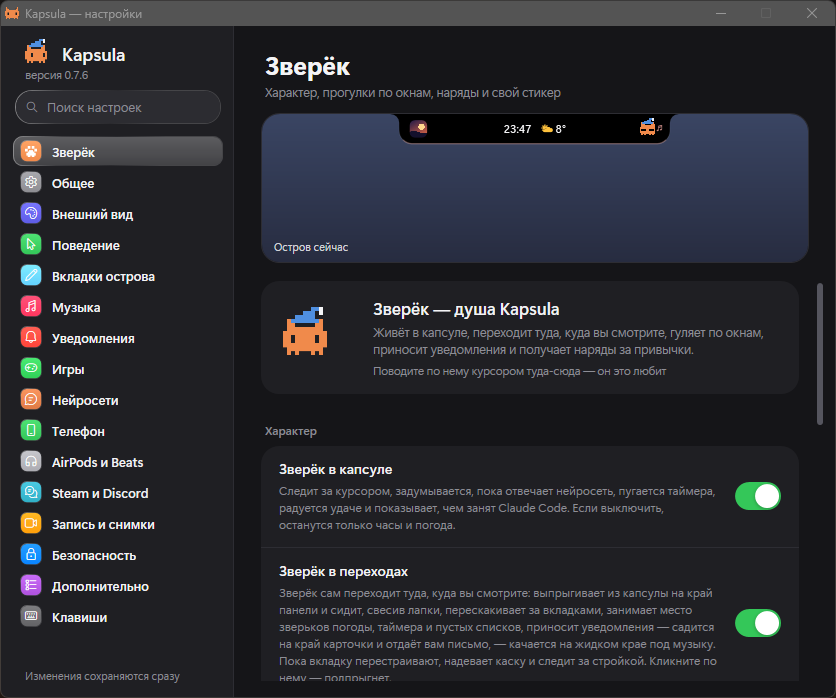 Kapsula — настройки
Kapsula
версия 0.7.6
Поиск настроек
Зверёк
Общее
Внешний вид
Поведение
Вкладки острова
Музыка
Уведомления
Игры
Нейросети
Телефон
AirPods и Beats
Steam и Discord
Запись и снимки
Безопасность
Дополнительно
Клавиши
Изменения сохраняются сразу
Зверёк
Характер, прогулки по окнам, наряды и свой стикер
23:47 8°
Остров сейчас
Зверёк — душа Kapsula
Живёт в капсуле, переходит туда, куда вы смотрите, гуляет по окнам,
приносит уведомления и получает наряды за привычки.
Поводите по нему курсором туда-сюда — он это любит
Характер
Зверёк в капсуле
Следит за курсором, задумывается, пока отвечает нейросеть, пугается таймера,
радуется удаче и показывает, чем занят Claude Code. Если выключить,
останутся только часы и погода.
Зверёк в переходах
Зверёк сам переходит туда, куда вы смотрите: выпрыгивает из капсулы на край
панели и сидит, свесив лапки, перескакивает за вкладками, занимает место
зверьков погоды, таймера и пустых списков, приносит уведомления — садится
на край карточки и отдаёт вам письмо, — качается на жидком крае под музыку.
Пока вкладку перестраивают, надевает каску и следит за стройкой. Кликните по
нему — подпрыгнет.